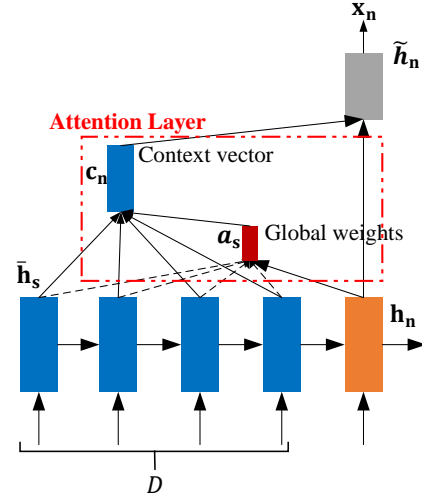 𝐱ₙ
h̃ₙ
Attention Layer
Context vector
𝐜ₙ
𝒂ₛ
Global weights
h̄ₛ
𝐡ₙ
D